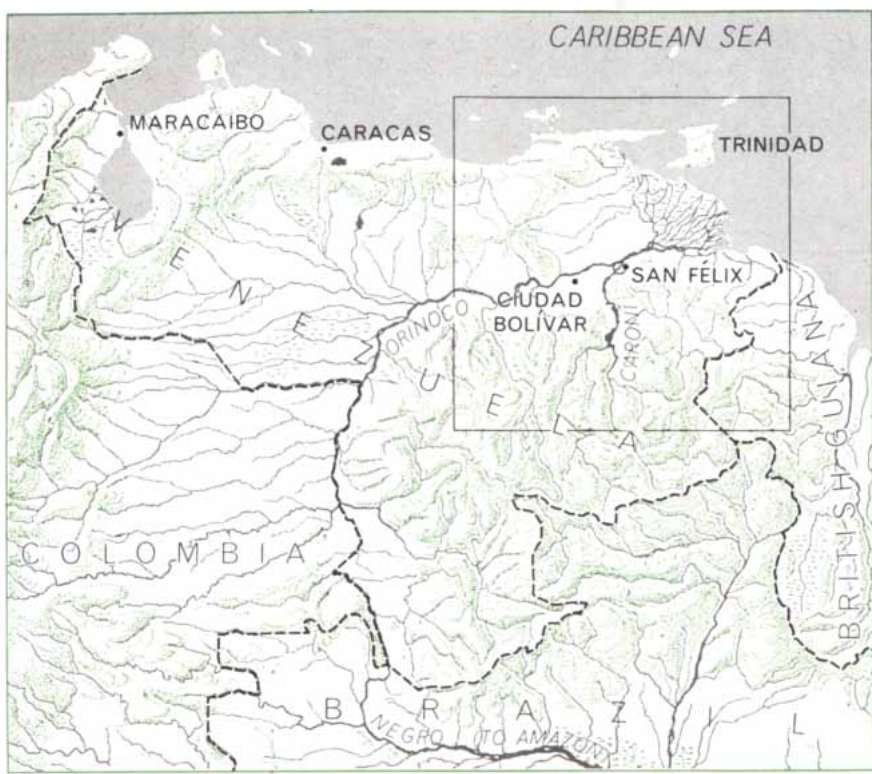 CARIBBEAN SEA
MARACAIBO
CARACAS
TRINIDAD
VENEZUELA
ORINOCO
CIUDAD
BOLÍVAR
SAN FÉLIX
CARONÍ
BRITISH GUIANA
COLOMBIA
BRAZIL
NEGRO (TO AMAZON)